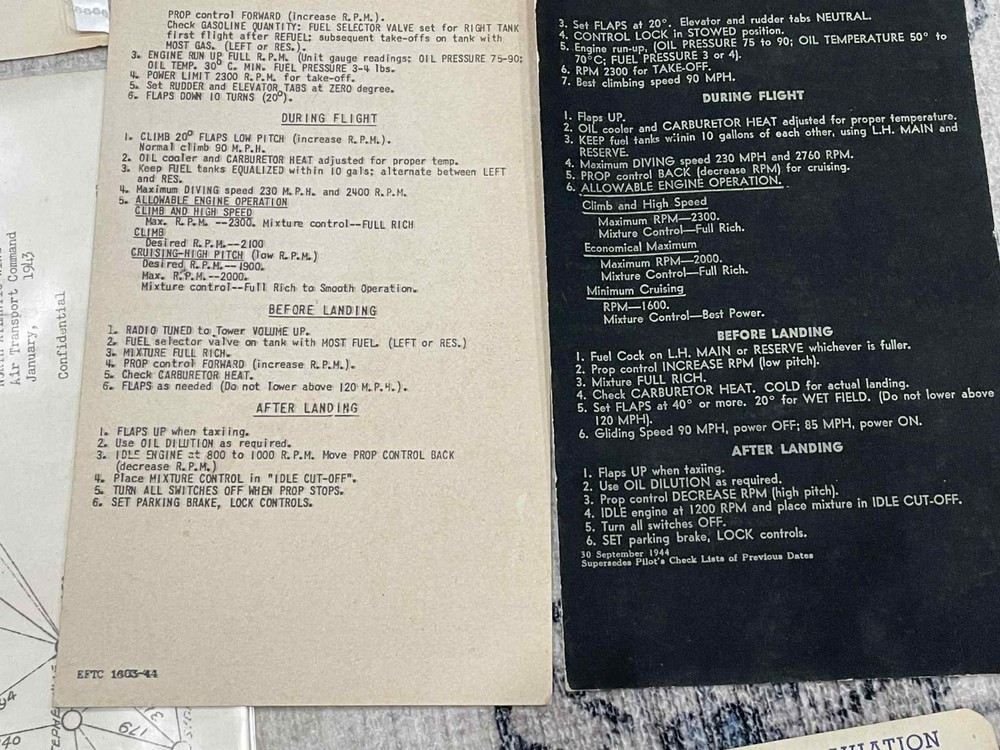 PROP control FORWARD (Increase R.P.M.).
Check GASOLINE QUANTITY: FUEL SELECTOR VALVE set for RIGHT TANK
first flight after REFUEL; subsequent take-offs on tank with
MOST GAS. (LEFT or RES.).
3. ENGINE RUN UP FULL R.P.M. (Unit gauge readings: OIL PRESSURE 75-90;
OIL TEMP. 30° C. MIN. FUEL PRESSURE 3-4 lbs.
4. POWER LIMIT 2300 R.P.M. for take-off.
5. Set RUDDER and ELEVATOR TABS at ZERO degree.
6. FLAPS DOWN 10 TURNS (20°).
DURING FLIGHT
1. CLIMB 20° FLAPS LOW PITCH (increase R.P.M.).
Normal climb 90 M.P.H.
2. OIL cooler and CARBURETOR HEAT adjusted for proper temp.
3. Keep FUEL tanks EQUALIZED within 10 gals; alternate between LEFT
and RES.
4. Maximum DIVING speed 230 M.P.H. and 2400 R.P.M.
5. ALLOWABLE ENGINE OPERATION
CLIMB AND HIGH SPEED
Max. R.P.M. --2300. Mixture control--FULL RICH
CLIMB
Desired R.P.M.--2100
CRUISING-HIGH PITCH (low R.P.M.)
Desired R.P.M.--1900.
Max. R.P.M.--2000.
Mixture control--Full Rich to Smooth Operation.
BEFORE LANDING
1. RADIO TUNED to Tower VOLUME UP.
2. FUEL selector valve on tank with MOST FUEL. (LEFT or RES.)
3. MIXTURE FULL RICH.
4. PROP control FORWARD (increase R.P.M.).
5. Check CARBURETOR HEAT.
6. FLAPS as needed (Do not lower above 120 M.P.H.).
AFTER LANDING
1. FLAPS UP when taxiing.
2. Use OIL DILUTION as required.
3. IDLE ENGINE at 800 to 1000 R.P.M. Move PROP CONTROL BACK
(decrease R.P.M.)
4. Place MIXTURE CONTROL in "IDLE CUT-OFF".
5. TURN ALL SWITCHES OFF WHEN PROP STOPS.
6. SET PARKING BRAKE, LOCK CONTROLS.
EFTC 1603-44
3. Set FLAPS at 20°. Elevator and rudder tabs NEUTRAL.
4. CONTROL LOCK in STOWED position.
5. Engine run-up, (OIL PRESSURE 75 to 90; OIL TEMPERATURE 50° to
70°C; FUEL PRESSURE 3 or 4).
6. RPM 2300 for TAKE-OFF.
7. Best climbing speed 90 MPH.
DURING FLIGHT
1. Flaps UP.
2. OIL cooler and CARBURETOR HEAT adjusted for proper temperature.
3. KEEP fuel tanks within 10 gallons of each other, using L.H. MAIN and
RESERVE.
4. Maximum DIVING speed 230 MPH and 2760 RPM.
5. PROP control BACK (decrease RPM) for cruising.
6. ALLOWABLE ENGINE OPERATION.
Climb and High Speed
Maximum RPM—2300.
Mixture Control—Full Rich.
Economical Maximum
Maximum RPM—2000.
Mixture Control—Full Rich.
Minimum Cruising
RPM—1600.
Mixture Control—Best Power.
BEFORE LANDING
1. Fuel Cock on L.H. MAIN or RESERVE whichever is fuller.
2. Prop control INCREASE RPM (low pitch).
3. Mixture FULL RICH.
4. Check CARBURETOR HEAT. COLD for actual landing.
5. Set FLAPS at 40° or more. 20° for WET FIELD. (Do not lower above
120 MPH).
6. Gliding Speed 90 MPH, power OFF; 85 MPH, power ON.
AFTER LANDING
1. Flaps UP when taxiing.
2. Use OIL DILUTION as required.
3. Prop control DECREASE RPM (high pitch).
4. IDLE engine at 1200 RPM and place mixture in IDLE CUT-OFF.
5. Turn all switches OFF.
6. SET parking brake, LOCK controls.
30 September 1944
Supersedes Pilot's Check Lists of Previous Dates
Air Transport Command
January, 1943
Confidential
179